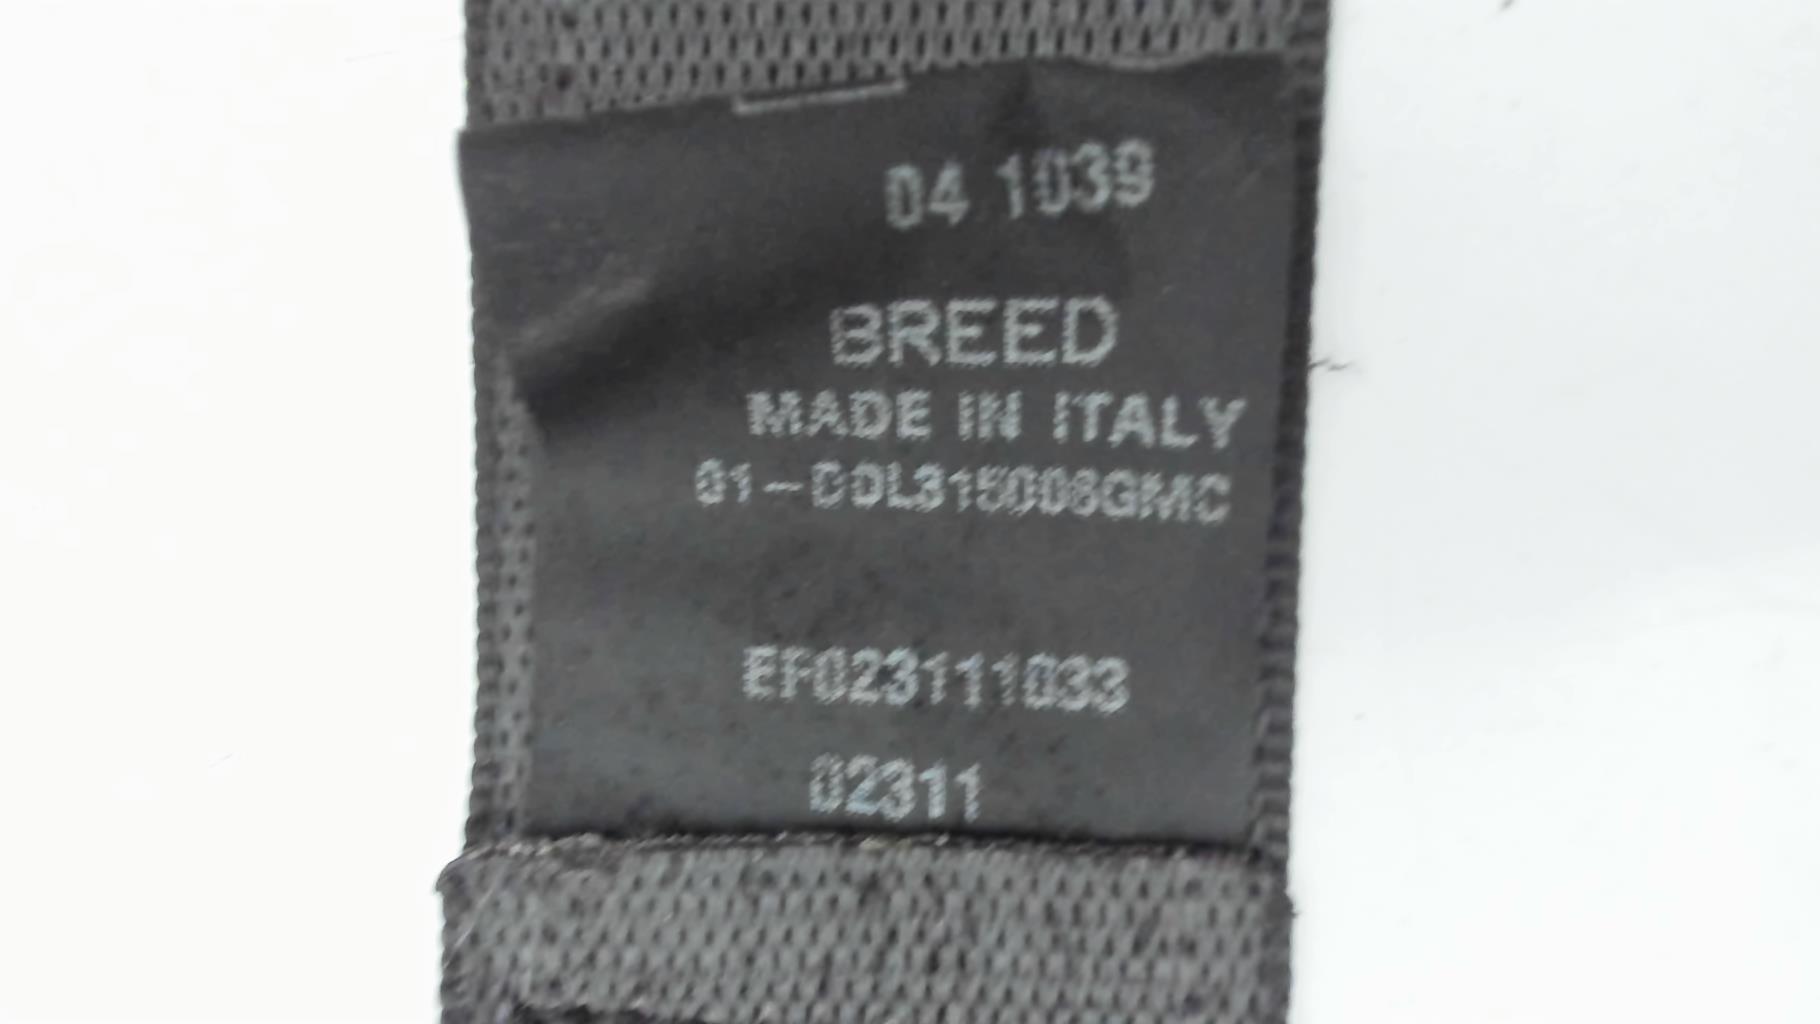 04 1039
BREED
MADE IN ITALY
01-DDL315008GMC
EF023111033
02311